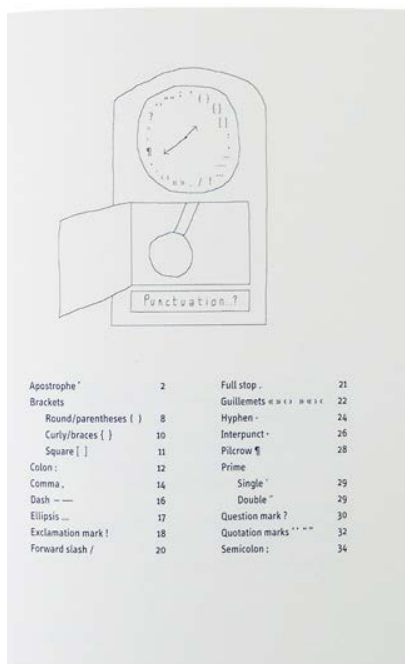 Punctuation..?
Apostrophe ’ 2
Brackets
Round/parentheses ( ) 8
Curly/braces { } 10
Square [ ] 11
Colon : 12
Comma , 14
Dash – — 16
Ellipsis … 17
Exclamation mark ! 18
Forward slash / 20
Full stop . 21
Guillemets « » ‹ › » « › ‹ 22
Hyphen - 24
Interpunct · 26
Pilcrow ¶ 28
Prime
Single ′ 29
Double ″ 29
Question mark ? 30
Quotation marks ‘ ’ “ ” 32
Semicolon ; 34